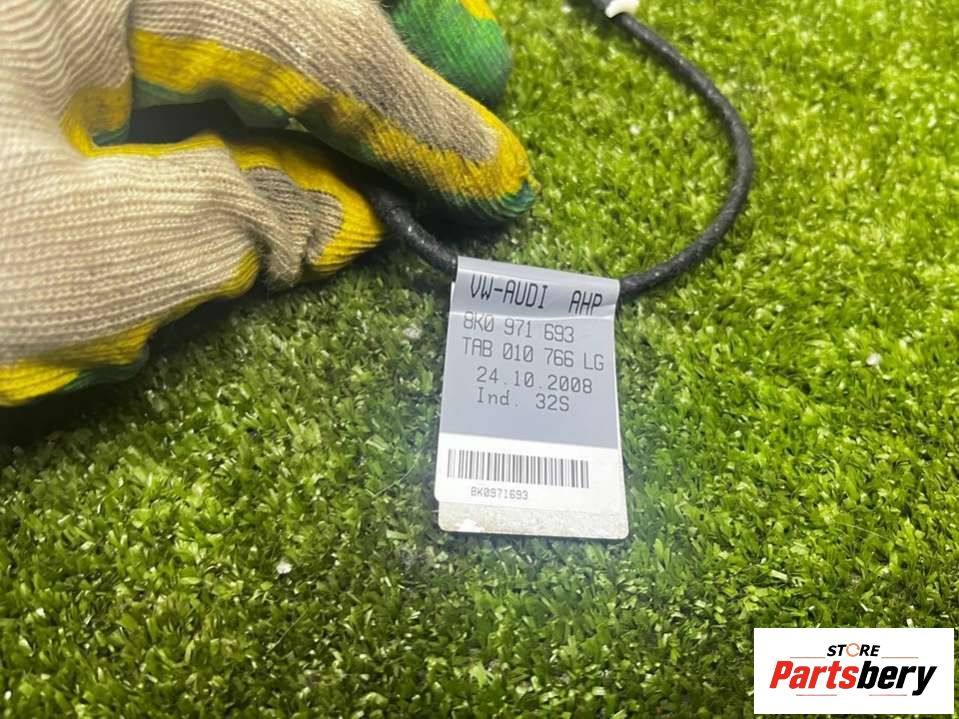 VW-AUDI AHP
8K0 971 693
TAB 010 766 LG
24.10.2008
Ind. 32S
8K0971693
STORE
Partsbery